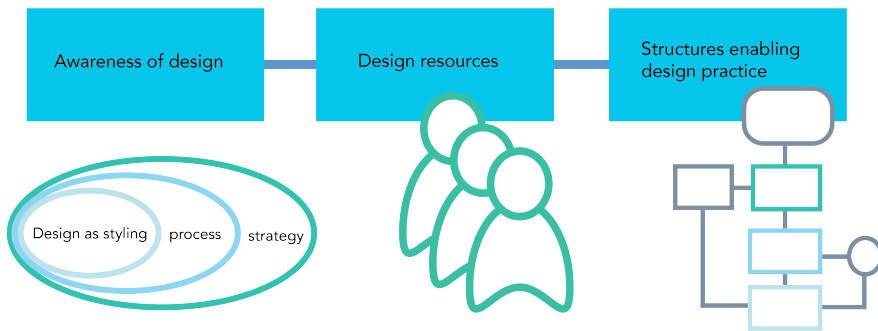 Awareness of design
Design resources
Structures enabling
design practice
Design as styling
process
strategy